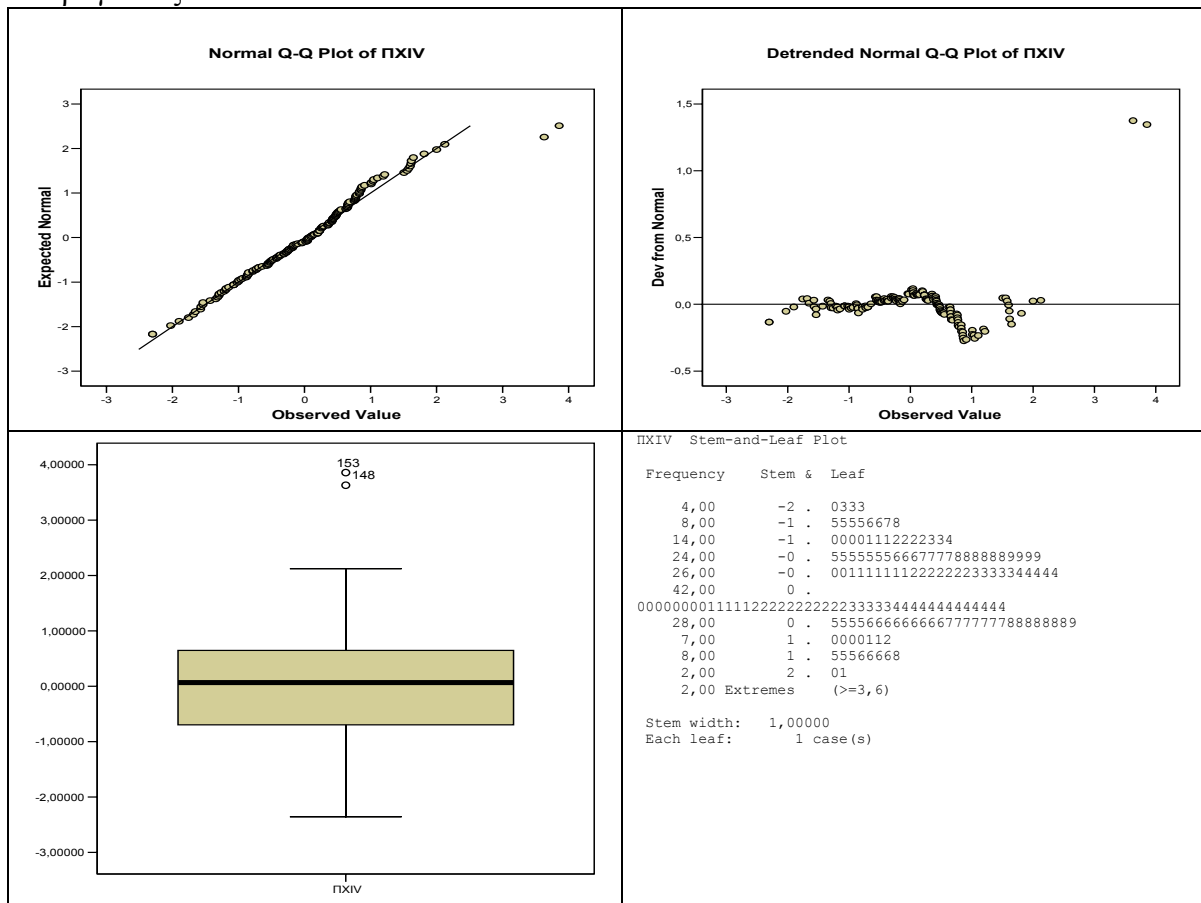 Normal Q-Q Plot of ΠXIV
Expected Normal
3
2
1
0
-1
-2
-3
-3 -2 -1 0 1 2 3 4
Observed Value
Detrended Normal Q-Q Plot of ΠXIV
Dev from Normal
1,5
1,0
0,5
0,0
-0,5
-3 -2 -1 0 1 2 3 4
Observed Value
4,00000
3,00000
2,00000
1,00000
0,00000
-1,00000
-2,00000
-3,00000
153
148
ΠXIV
ΠXIV Stem-and-Leaf Plot
Frequency Stem & Leaf
4,00 -2 . 0333
8,00 -1 . 55556678
14,00 -1 . 00001112222334
24,00 -0 . 555555666777788888889999
26,00 -0 . 00111111122222223333344444
42,00 0 .
000000001111122222222222333334444444444444
28,00 0 . 5555666666666777777788888889
7,00 1 . 0000112
8,00 1 . 55566668
2,00 2 . 01
2,00 Extremes (>=3,6)
Stem width: 1,00000
Each leaf: 1 case(s)